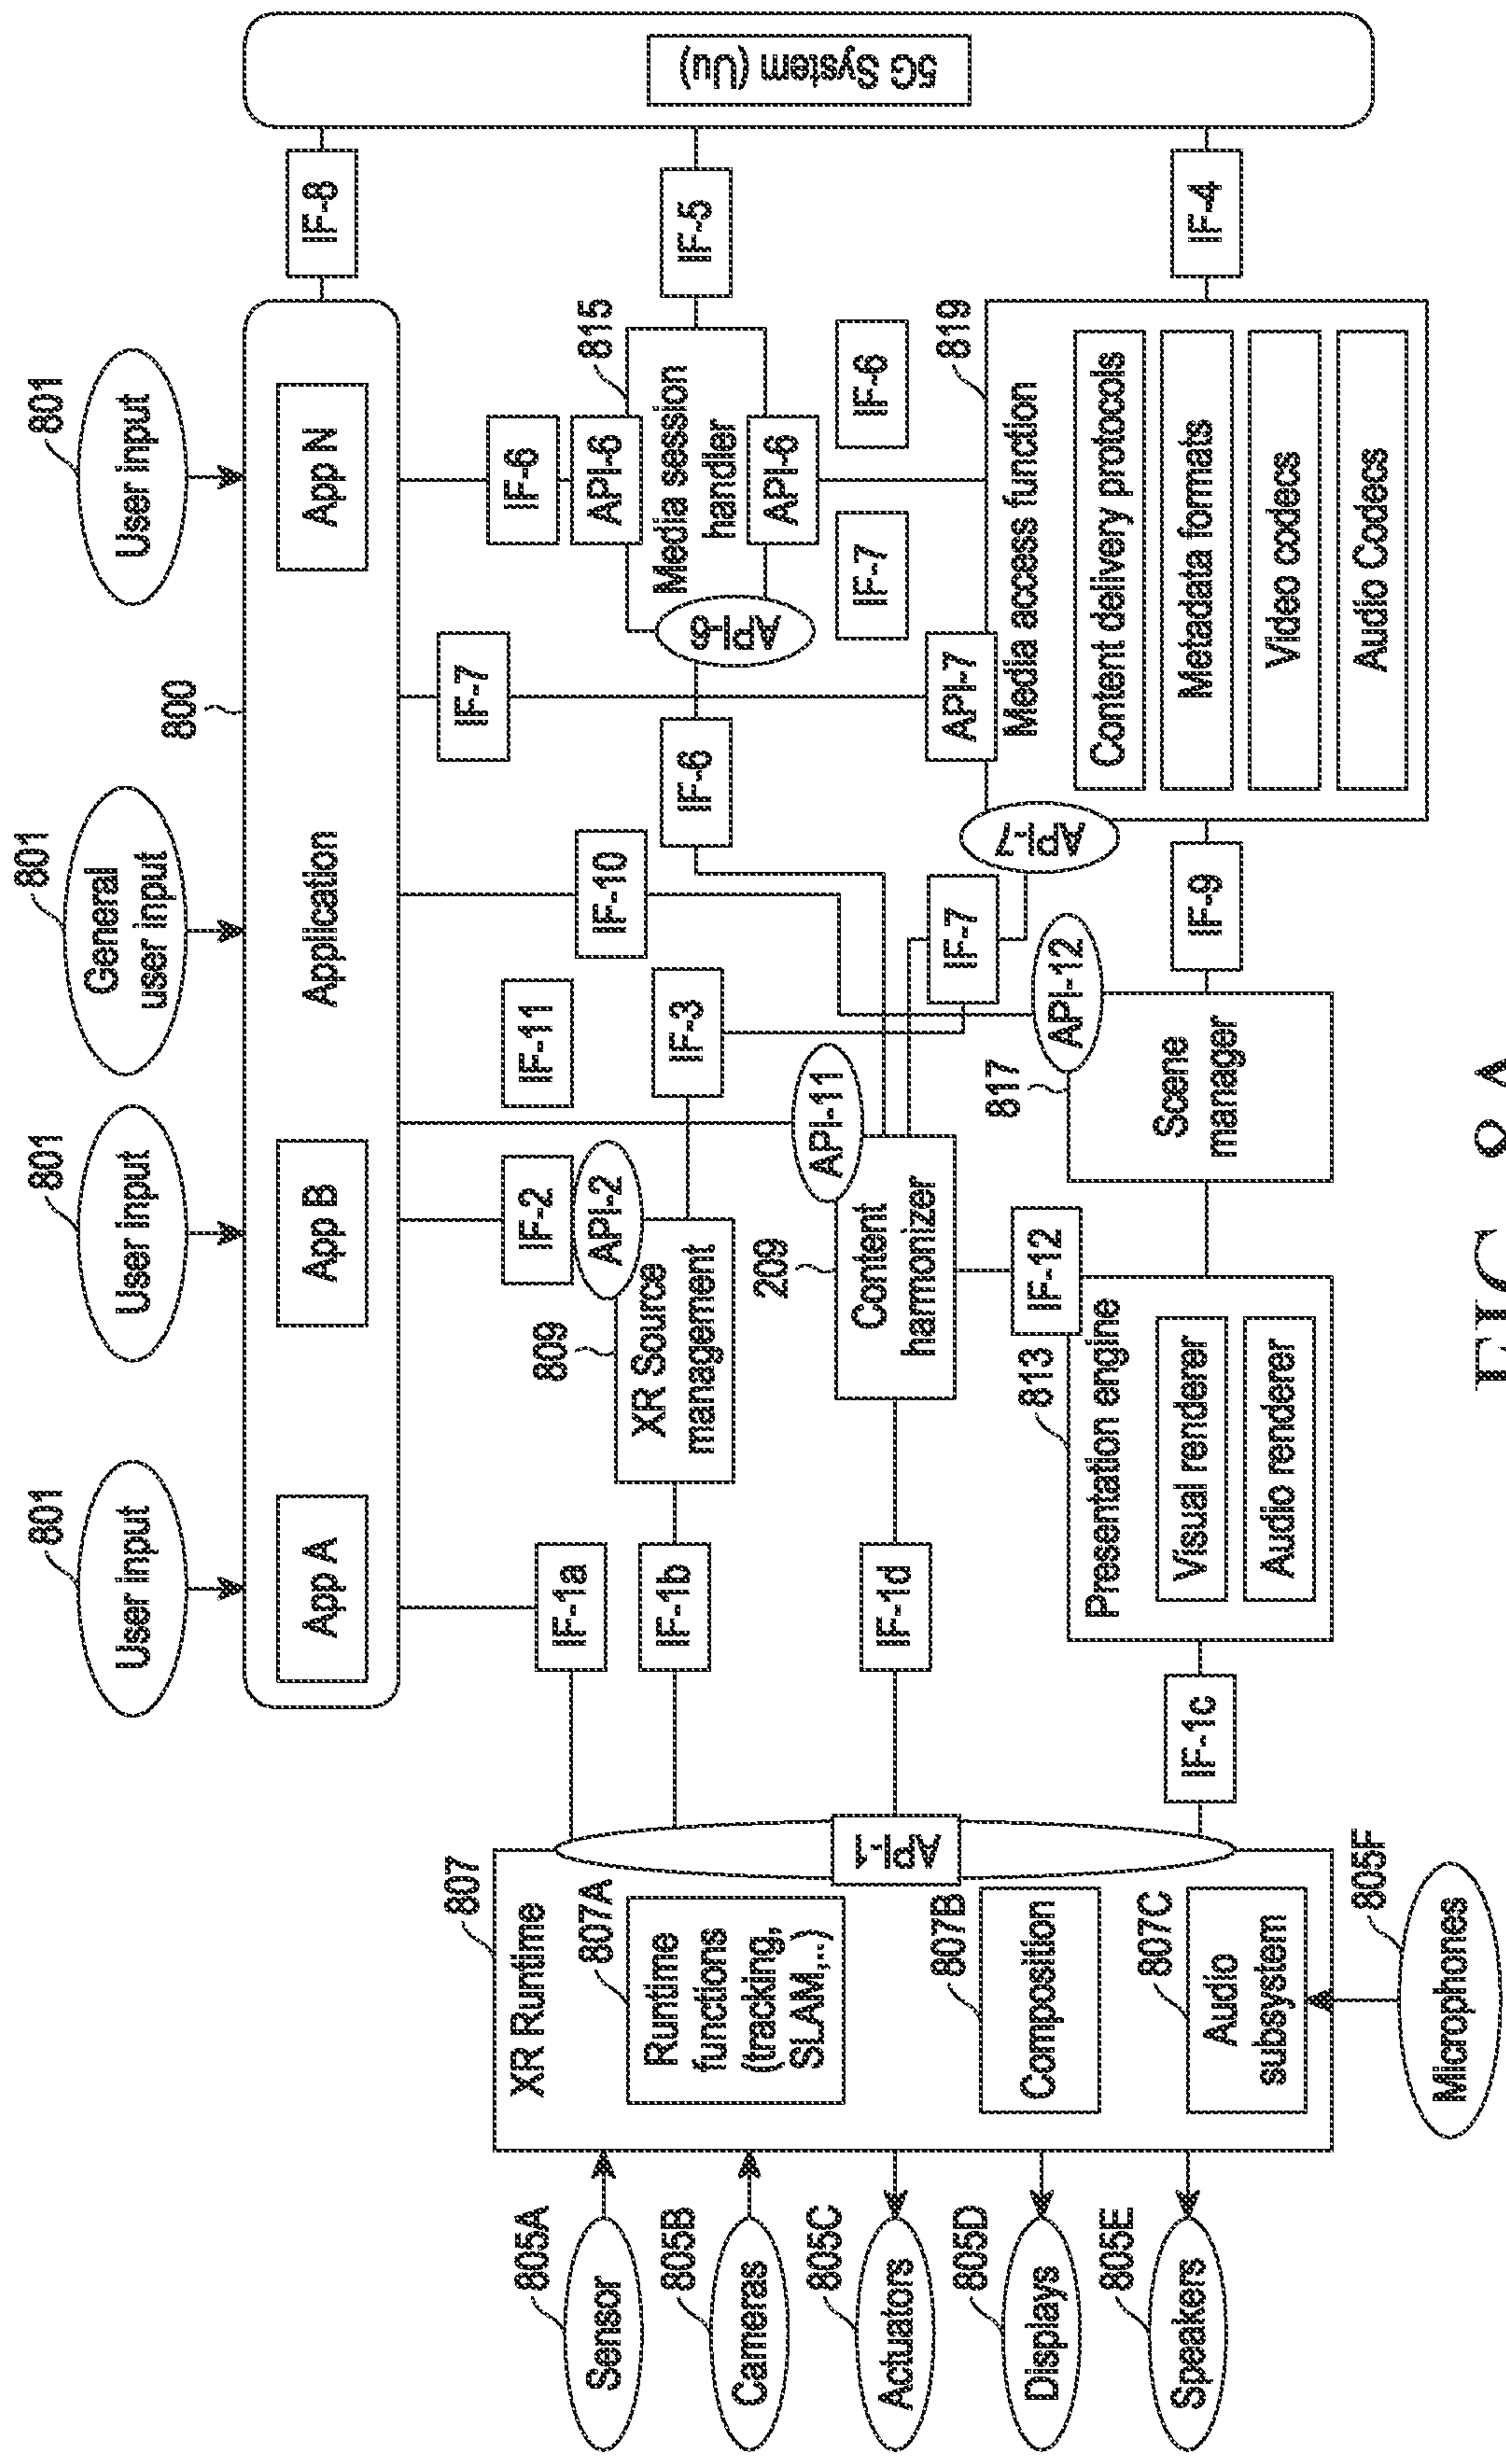 801
User input
801
User input
801
General
user input
801
User input
800
App A
App B
Application
App N
IF-8
5G System (Uu)
807
XR Runtime
807A
Runtime
functions
(tracking,
SLAM,..)
807B
Composition
807C
Audio
subsystem
API-1
805A
Sensor
805B
Cameras
805C
Actuators
805D
Displays
805E
Speakers
805F
Microphones
IF-1a
IF-1b
IF-1d
IF-1c
809
XR Source
management
IF-2
API-2
IF-11
IF-3
IF-10
IF-7
IF-6
IF-6
API-6
815
Media session
handler
API-6
API-6
IF-5
IF-7
IF-6
209
Content
harmonizer
API-11
IF-7
API-7
API-7
819
Media access function
Content delivery protocols
Metadata formats
Video codecs
Audio Codecs
IF-4
813
Presentation engine
Visual renderer
Audio renderer
IF-12
817
Scene
manager
API-12
IF-9